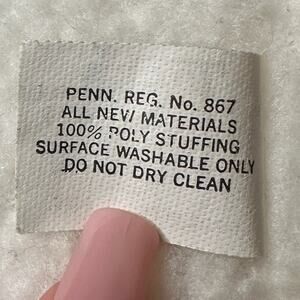 PENN. REG. No. 867
ALL NEW MATERIALS
100% POLY STUFFING
SURFACE WASHABLE ONLY
DO NOT DRY CLEAN